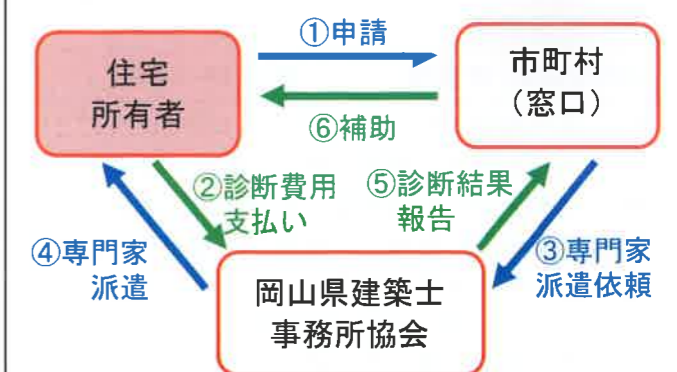 ①申請
住宅
所有者
市町村
(窓口)
⑥補助
②診断費用
支払い
⑤診断結果
報告
④専門家
派遣
③専門家
派遣依頼
岡山県建築士
事務所協会